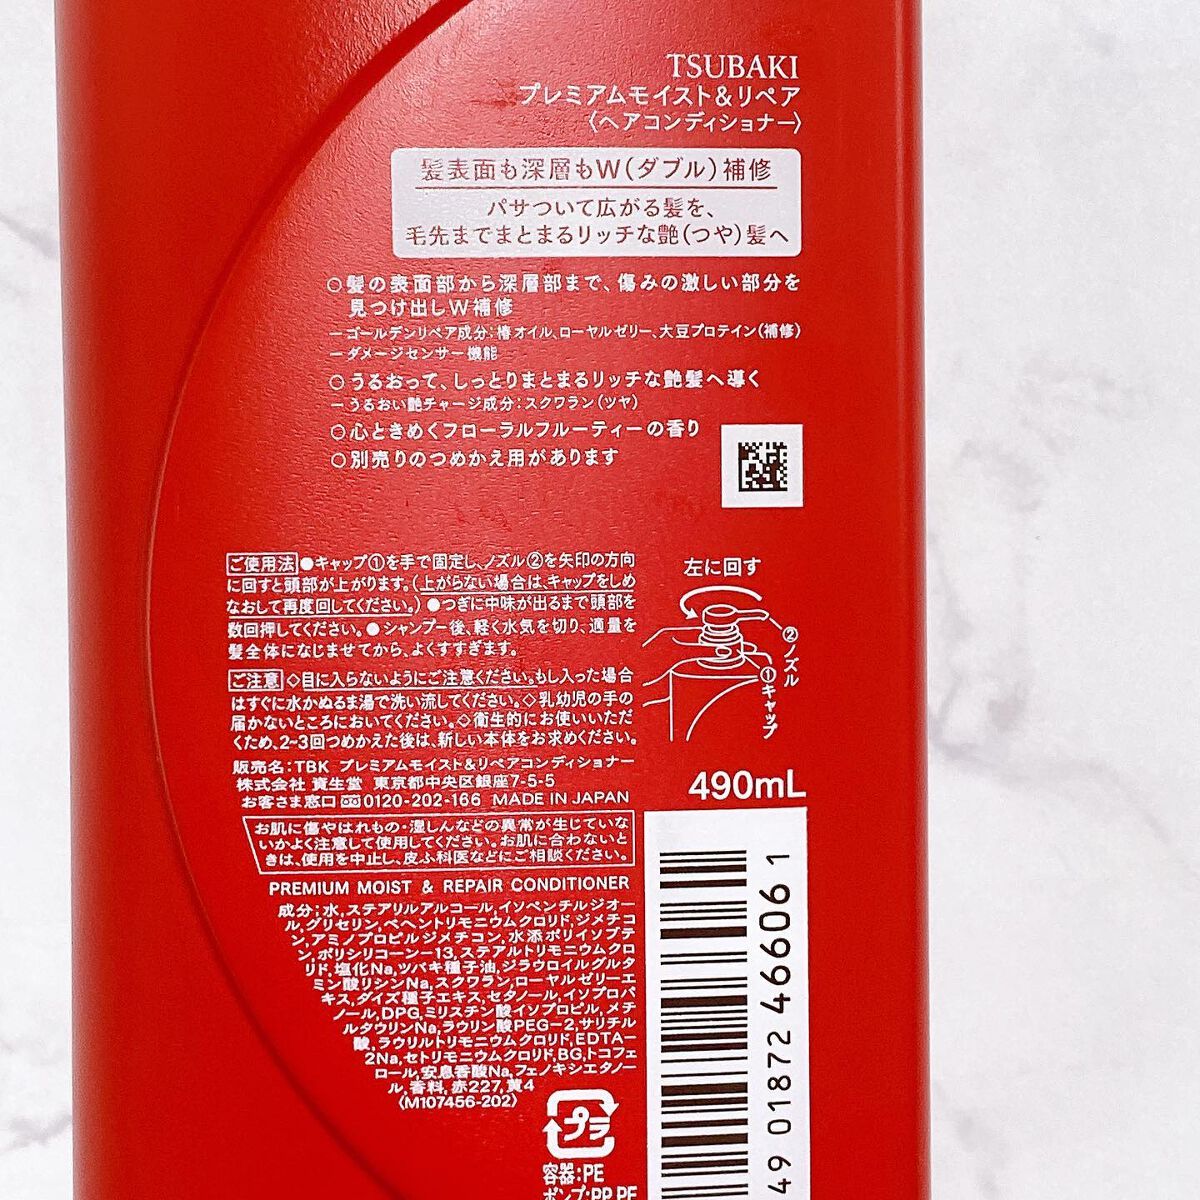 TSUBAKI
プレミアムモイスト&リペア
〈ヘアコンディショナー〉
髪表面も深層もW(ダブル)補修
パサついて広がる髪を、
毛先までまとまるリッチな艶(つや)髪へ
○髪の表面部から深層部まで、傷みの激しい部分を
見つけ出しW補修
ーゴールデンリペア成分:椿オイル、ローヤルゼリー、大豆プロテイン(補修)
ーダメージセンサー機能
○うるおって、しっとりまとまるリッチな艶髪へ導く
ーうるおい艶チャージ成分:スクワラン(ツヤ)
○心ときめくフローラルフルーティーの香り
○別売りのつめかえ用があります
ご使用法 ●キャップ①を手で固定し、ノズル②を矢印の方向
に回すと頭部が上がります。(上がらない場合は、キャップをしめ
なおして再度回してください。)●つぎに中味が出るまで頭部を
数回押してください。●シャンプー後、軽く水気を切り、適量を
髪全体になじませてから、よくすすぎます。
左に回す
②ノズル
①キャップ
ご注意 ◇目に入らないようにご注意ください。もし入った場合
はすぐに水かぬるま湯で洗い流してください。◇乳幼児の手の
届かないところにおいてください。◇衛生的にお使いいただ
くため、2~3回つめかえた後は、新しい本体をお求めください。
販売名:TBK プレミアムモイスト&リペアコンディショナー
株式会社 資生堂 東京都中央区銀座7-5-5
お客さま窓口 0120-202-166 MADE IN JAPAN
490mL
お肌に傷やはれもの・湿しんなどの異常が生じていな
いかよく注意して使用してください。お肌に合わないと
きは、使用を中止し、皮ふ科医などにご相談ください。
PREMIUM MOIST & REPAIR CONDITIONER
成分:水,ステアリルアルコール,イソペンチルジオー
ル,グリセリン,ベヘントリモニウムクロリド,ジメチコ
ン,アミノプロピルジメチコン,水添ポリイソブテ
ン,ポリシリコーン-13,ステアルトリモニウムクロ
リド,塩化Na,ツバキ種子油,ジラウロイルグルタ
ミン酸リシンNa,スクワラン,ローヤルゼリーエ
キス,ダイズ種子エキス,セタノール,イソプロパ
ノール,DPG,ミリスチン酸イソプロピル,メチ
ルタウリンNa,ラウリン酸PEG-2,サリチル
酸,ラウリルトリモニウムクロリド,EDTA-
2Na,セトリモニウムクロリド,BG,トコフェ
ロール,安息香酸Na,フェノキシエタノー
ル,香料,赤227,黄4
〈M107456-202〉
プラ
容器:PE
ポンプ:PP,PE
49 01872 466061